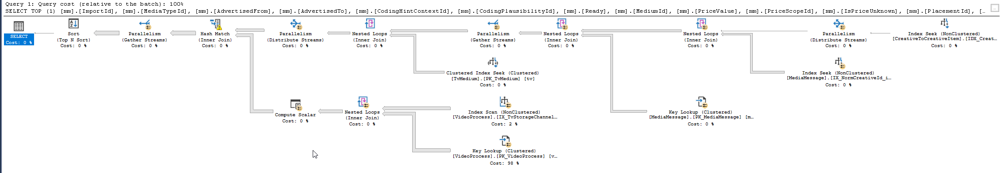 Query 1: Query cost (relative to the batch): 100%
SELECT TOP (1) [mm].[ImportId], [mm].[MediaTypeId], [mm].[AdvertisedFrom], [mm].[AdvertisedTo], [mm].[CodingHintContextId], [mm].[CodingPlausibilityId], [mm].[Ready], [mm].[MediumId], [mm].[PriceValue], [mm].[PriceScopeId], [mm].[IsPriceUnknown], [mm].[PlacementId], […
SELECT
Cost: 0 %
Sort
(Top N Sort)
Cost: 0 %
Parallelism
(Gather Streams)
Cost: 0 %
Hash Match
(Inner Join)
Cost: 0 %
Parallelism
(Distribute Streams)
Cost: 0 %
Nested Loops
(Inner Join)
Cost: 0 %
Parallelism
(Gather Streams)
Cost: 0 %
Nested Loops
(Inner Join)
Cost: 0 %
Nested Loops
(Inner Join)
Cost: 0 %
Parallelism
(Distribute Streams)
Cost: 0 %
Index Seek (NonClustered)
[CreativeToCreativeItem].[IDX_Creat…
Cost: 0 %
Clustered Index Seek (Clustered)
[TvMedium].[PK_TvMedium] [tv]
Cost: 0 %
Index Seek (NonClustered)
[MediaMessage].[IX_NormCreativeId_i…
Cost: 0 %
Compute Scalar
Cost: 0 %
Nested Loops
(Inner Join)
Cost: 0 %
Index Scan (NonClustered)
[VideoProcess].[IX_TvStorageChannel…
Cost: 2 %
Key Lookup (Clustered)
[MediaMessage].[PK_MediaMessage] [m…
Cost: 0 %
Key Lookup (Clustered)
[VideoProcess].[PK_VideoProcess] [v…
Cost: 98 %